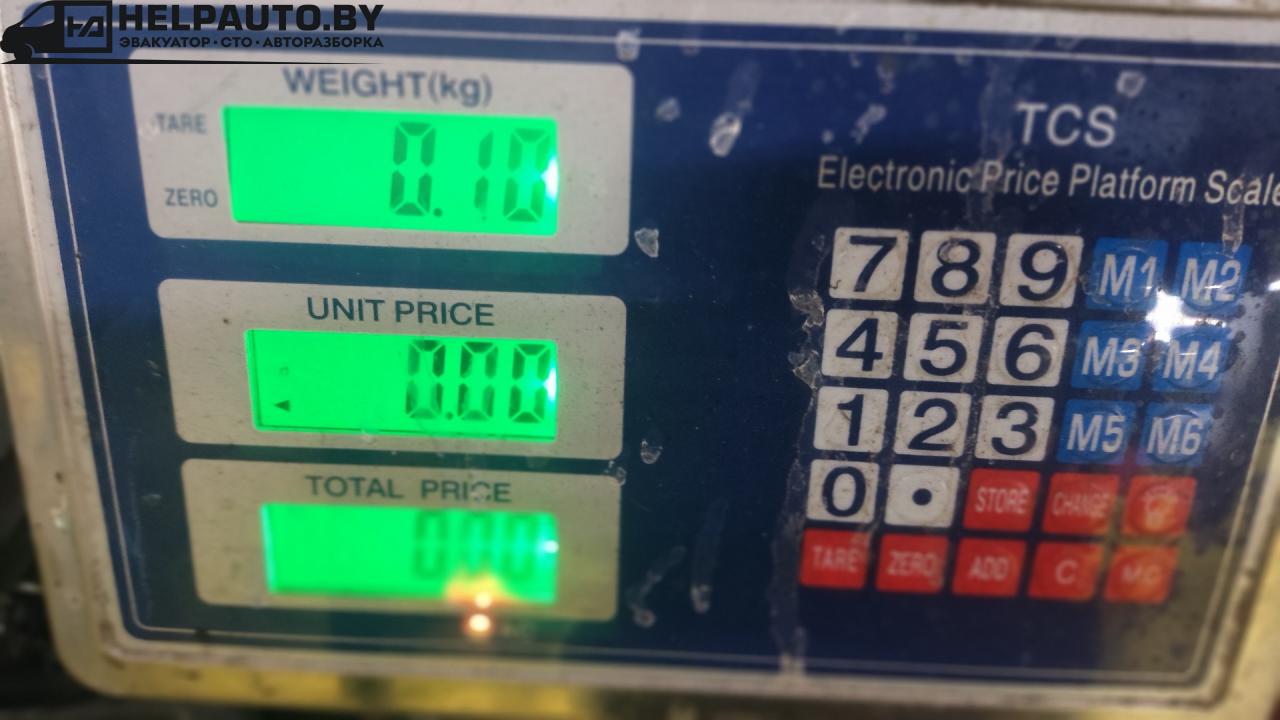 HELPAUTO.BY
ЭВАКУАТОР • СТО • АВТОРАЗБОРКА
WEIGHT(kg)
TARE
0.10
ZERO
UNIT PRICE
0.00
TOTAL PRICE
TCS
Electronic Price Platform Scale
7 8 9 M1 M2
4 5 6 M3 M4
1 2 3 M5 M6
0 • STORE CHANGE
TARE ZERO ADD C M.C